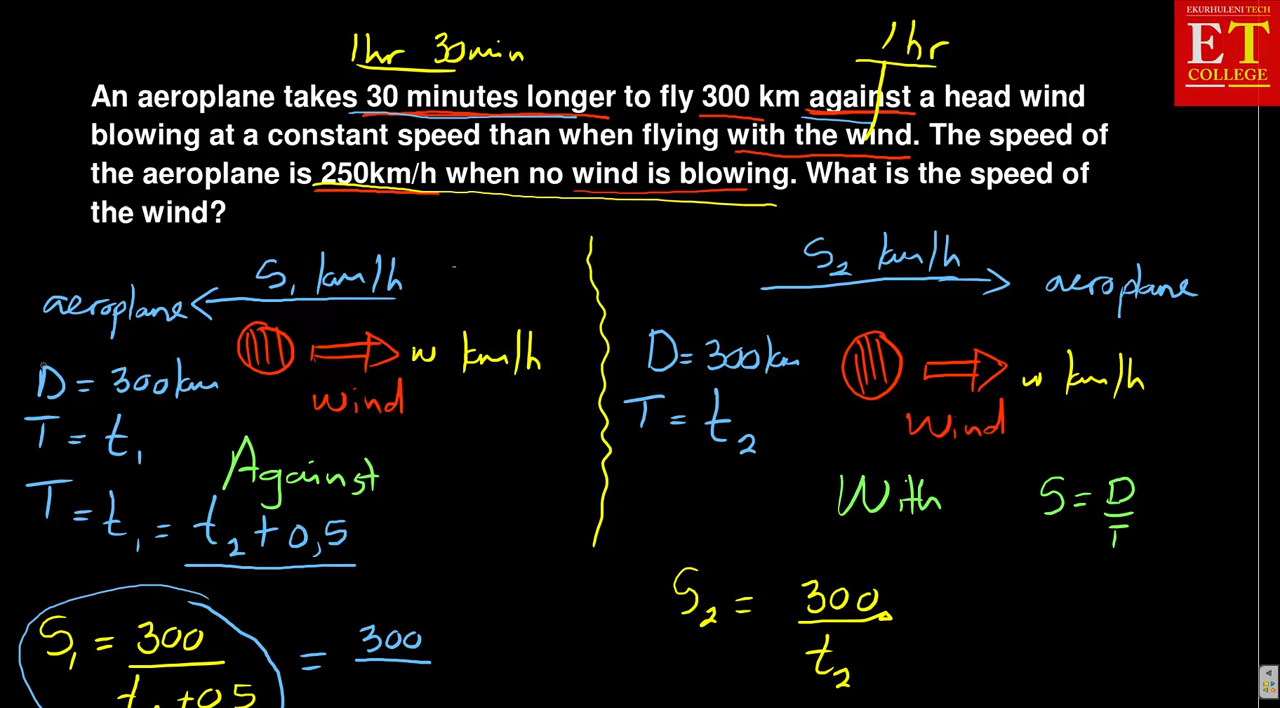 EKURHULENI TECH
ET
COLLEGE
1hr 30min
1hr
An aeroplane takes 30 minutes longer to fly 300 km against a head wind
blowing at a constant speed than when flying with the wind. The speed of
the aeroplane is 250km/h when no wind is blowing. What is the speed of
the wind?
S₁ km/h
aeroplane
w km/h
wind
D = 300km
T = t₁
Against
T = t₁ = t₂ + 0,5
S₁ = 300
t₂ + 0,5
= 300
S₂ km/h
aeroplane
D = 300km
w km/h
T = t₂
Wind
With
S = D
T
S₂ = 300
t₂